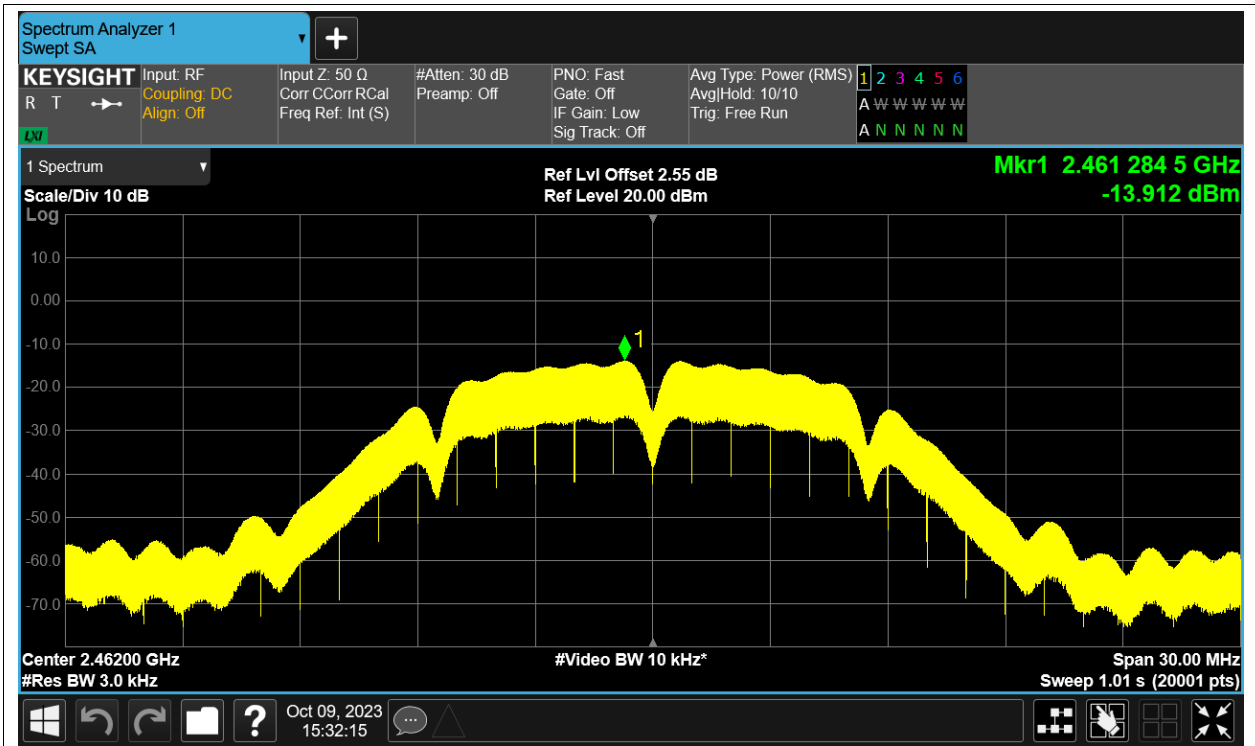 Spectrum Analyzer 1
Swept SA
KEYSIGHT
R T
LXI
Input: RF
Coupling: DC
Align: Off
Input Z: 50 Ω
Corr CCorr RCal
Freq Ref: Int (S)
#Atten: 30 dB
Preamp: Off
PNO: Fast
Gate: Off
IF Gain: Low
Sig Track: Off
Avg Type: Power (RMS)
Avg|Hold: 10/10
Trig: Free Run
1 2 3 4 5 6
A W W W W W
A N N N N N
1 Spectrum
Scale/Div 10 dB
Log
Ref Lvl Offset 2.55 dB
Ref Level 20.00 dBm
Mkr1 2.461 284 5 GHz
-13.912 dBm
10.0
0.00
-10.0
-20.0
-30.0
-40.0
-50.0
-60.0
-70.0
1
Center 2.46200 GHz
#Res BW 3.0 kHz
#Video BW 10 kHz*
Span 30.00 MHz
Sweep 1.01 s (20001 pts)
?
Oct 09, 2023
15:32:15